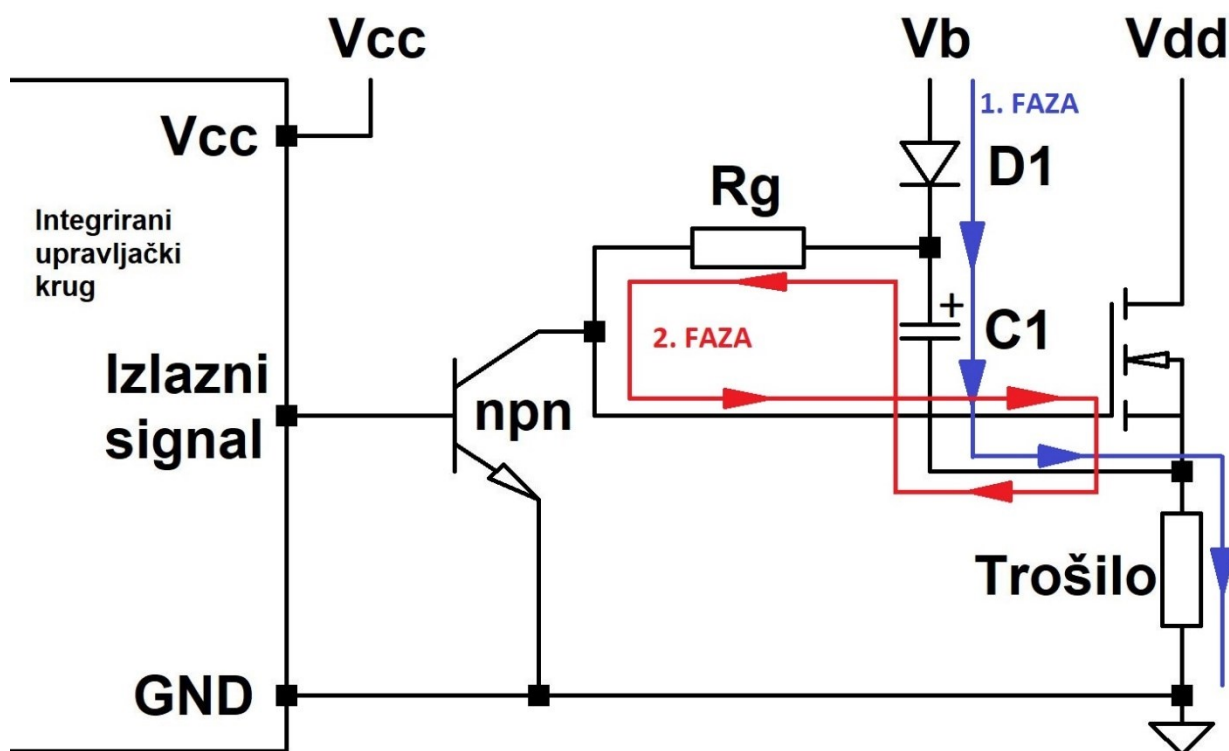 Vcc
Vb
Vdd
Vcc
1. FAZA
D1
Rg
Integrirani
upravljački
krug
+
C1
2. FAZA
Izlazni
signal
npn
Trošilo
GND